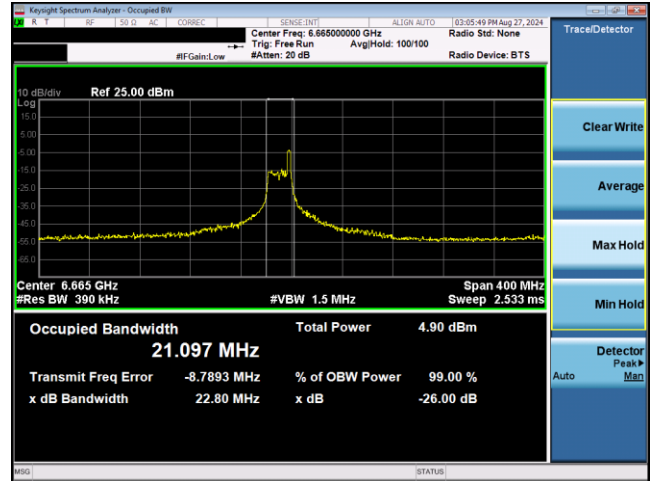 Keysight Spectrum Analyzer - Occupied BW
R T RF 50 Ω AC CORREC SENSE:INT ALIGN AUTO 03:05:49 PM Aug 27, 2024
Center Freq: 6.665000000 GHz Radio Std: None
Trig: Free Run Avg|Hold: 100/100
#IFGain:Low #Atten: 20 dB Radio Device: BTS
Trace/Detector
10 dB/div Ref 25.00 dBm
Log
15.0
5.00
-5.00
-15.0
-25.0
-35.0
-45.0
-55.0
-65.0
Center 6.665 GHz Span 400 MHz
#Res BW 390 kHz #VBW 1.5 MHz Sweep 2.533 ms
Occupied Bandwidth Total Power 4.90 dBm
21.097 MHz
Transmit Freq Error -8.7893 MHz % of OBW Power 99.00 %
x dB Bandwidth 22.80 MHz x dB -26.00 dB
Clear Write
Average
Max Hold
Min Hold
Detector
Peak▶
Auto Man
MSG STATUS